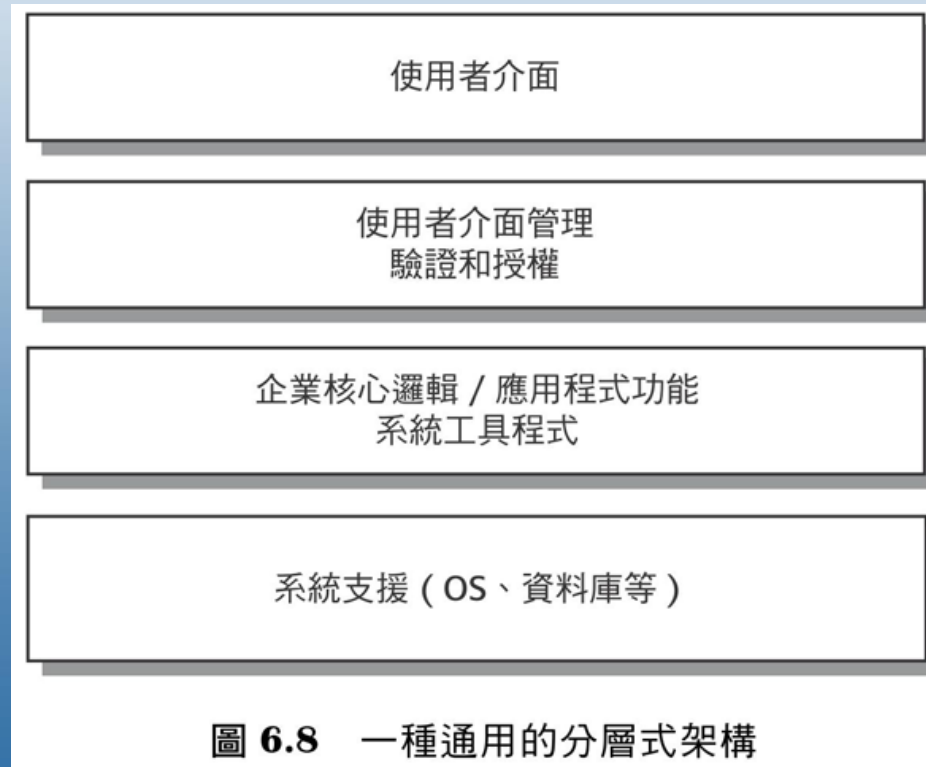 使用者介面
使用者介面管理
驗證和授權
企業核心邏輯 / 應用程式功能
系統工具程式
系統支援（OS、資料庫等）
圖 6.8 一種通用的分層式架構